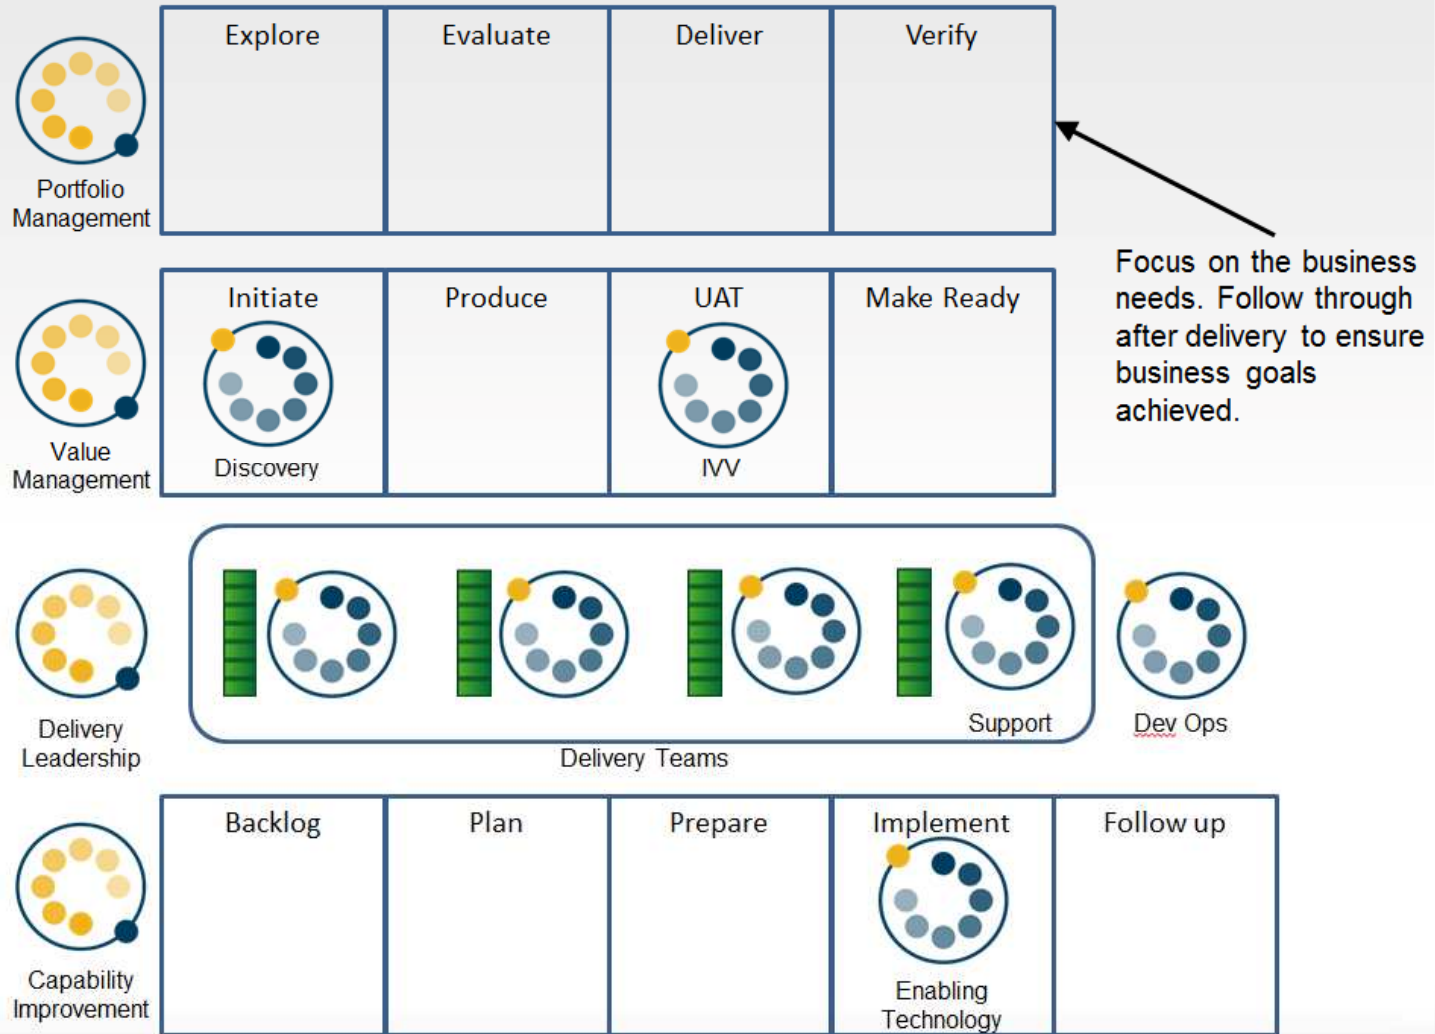 Explore
Evaluate
Deliver
Verify
Portfolio
Management
Focus on the business
needs. Follow through
after delivery to ensure
business goals
achieved.
Initiate
Produce
UAT
Make Ready
Discovery
IVV
Value
Management
Support
Dev Ops
Delivery
Leadership
Delivery Teams
Backlog
Plan
Prepare
Implement
Follow up
Capability
Improvement
Enabling
Technology